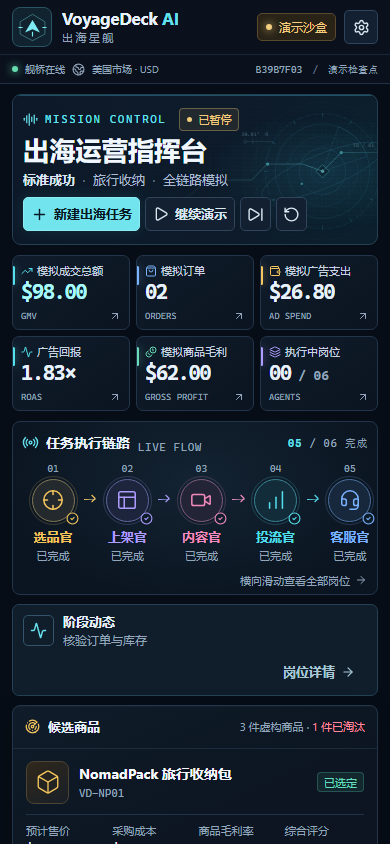 VoyageDeck AI
出海星舰
演示沙盒
舰桥在线 美国市场 · USD B39B7F03 / 演示检查点
MISSION CONTROL 已暂停
出海运营指挥台
标准成功 · 旅行收纳 · 全链路模拟
新建出海任务 继续演示
模拟成交总额 模拟订单 模拟广告支出
$98.00 02 $26.80
GMV ORDERS AD SPEND
广告回报 模拟商品毛利 执行中岗位
1.83× $62.00 00 / 06
ROAS GROSS PROFIT AGENTS
任务执行链路 LIVE FLOW 05 / 06 完成
01 02 03 04 05
选品官 上架官 内容官 投流官 客服官
已完成 已完成 已完成 已完成 已完成
横向滑动查看全部岗位
阶段动态
核验订单与库存
岗位详情
候选商品 3 件虚构商品 · 1 件已淘汰
NomadPack 旅行收纳包
VD-NP01
已选定
预计售价 采购成本 商品毛利率 综合评分